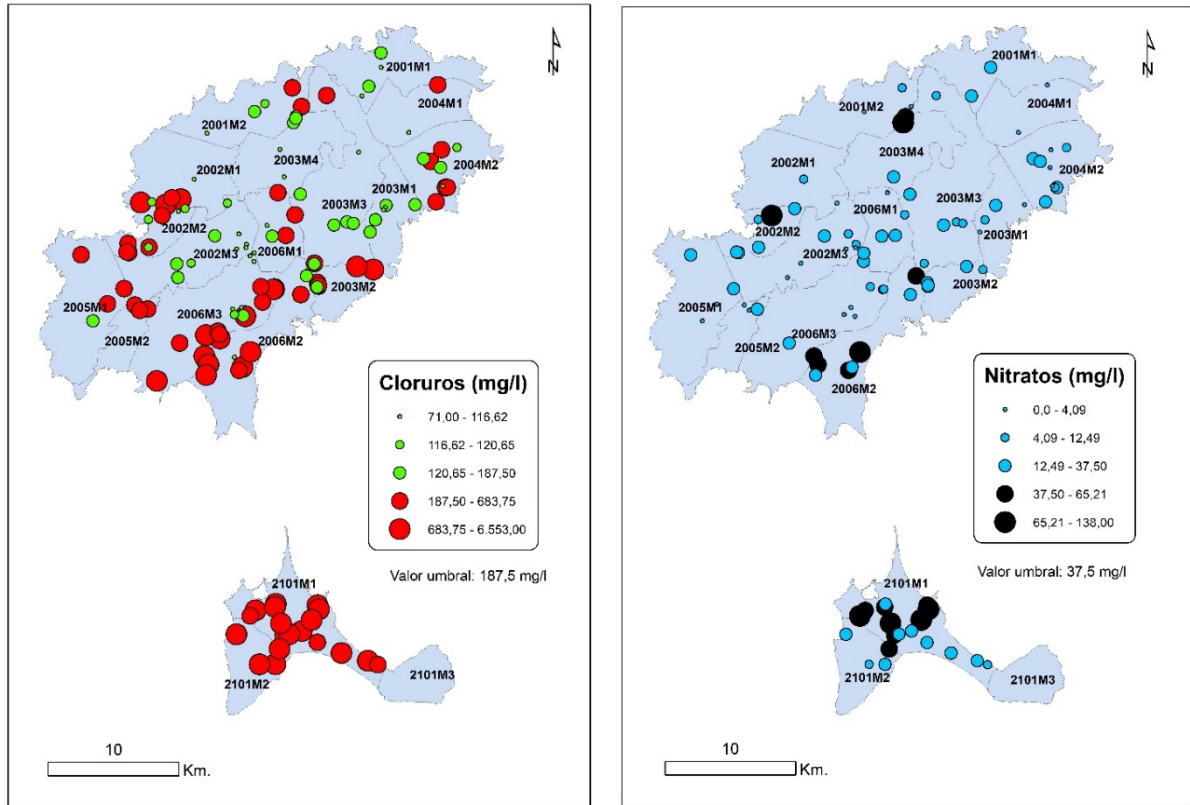 N
2001M1
2004M1
2001M2
2003M4
2004M2
2002M1
2003M1
2003M3
2002M2
2002M3
2006M1
2003M2
2005M1
2006M3
2005M2
2006M2
Cloruros (mg/l)
71,00 - 116,62
116,62 - 120,65
120,65 - 187,50
187,50 - 683,75
683,75 - 6.553,00
Valor umbral: 187,5 mg/l
2101M1
2101M2
2101M3
10
Km.
N
2001M1
2004M1
2001M2
2003M4
2004M2
2002M1
2006M1
2003M3
2002M2
2003M1
2002M3
2003M2
2005M1
2006M3
2005M2
2006M2
Nitratos (mg/l)
0,0 - 4,09
4,09 - 12,49
12,49 - 37,50
37,50 - 65,21
65,21 - 138,00
Valor umbral: 37,5 mg/l
2101M1
2101M2
2101M3
10
Km.